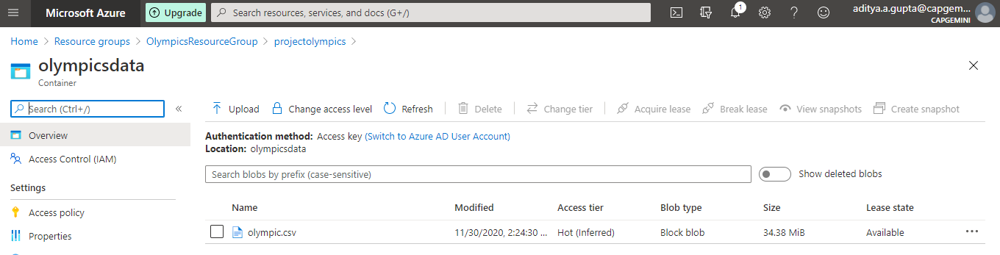 Microsoft Azure Upgrade Search resources, services, and docs (G+/) 1 aditya.a.gupta@capgem...
CAPGEMINI
Home > Resource groups > OlympicsResourceGroup > projectolympics >
olympicsdata
Container
Search (Ctrl+/) «
Overview
Access Control (IAM)
Settings
Access policy
Properties
Upload Change access level Refresh Delete Change tier Acquire lease Break lease View snapshots Create snapshot
Authentication method: Access key (Switch to Azure AD User Account)
Location: olympicsdata
Search blobs by prefix (case-sensitive) Show deleted blobs
Name Modified Access tier Blob type Size Lease state
olympic.csv 11/30/2020, 2:24:30 ... Hot (Inferred) Block blob 34.38 MiB Available ...